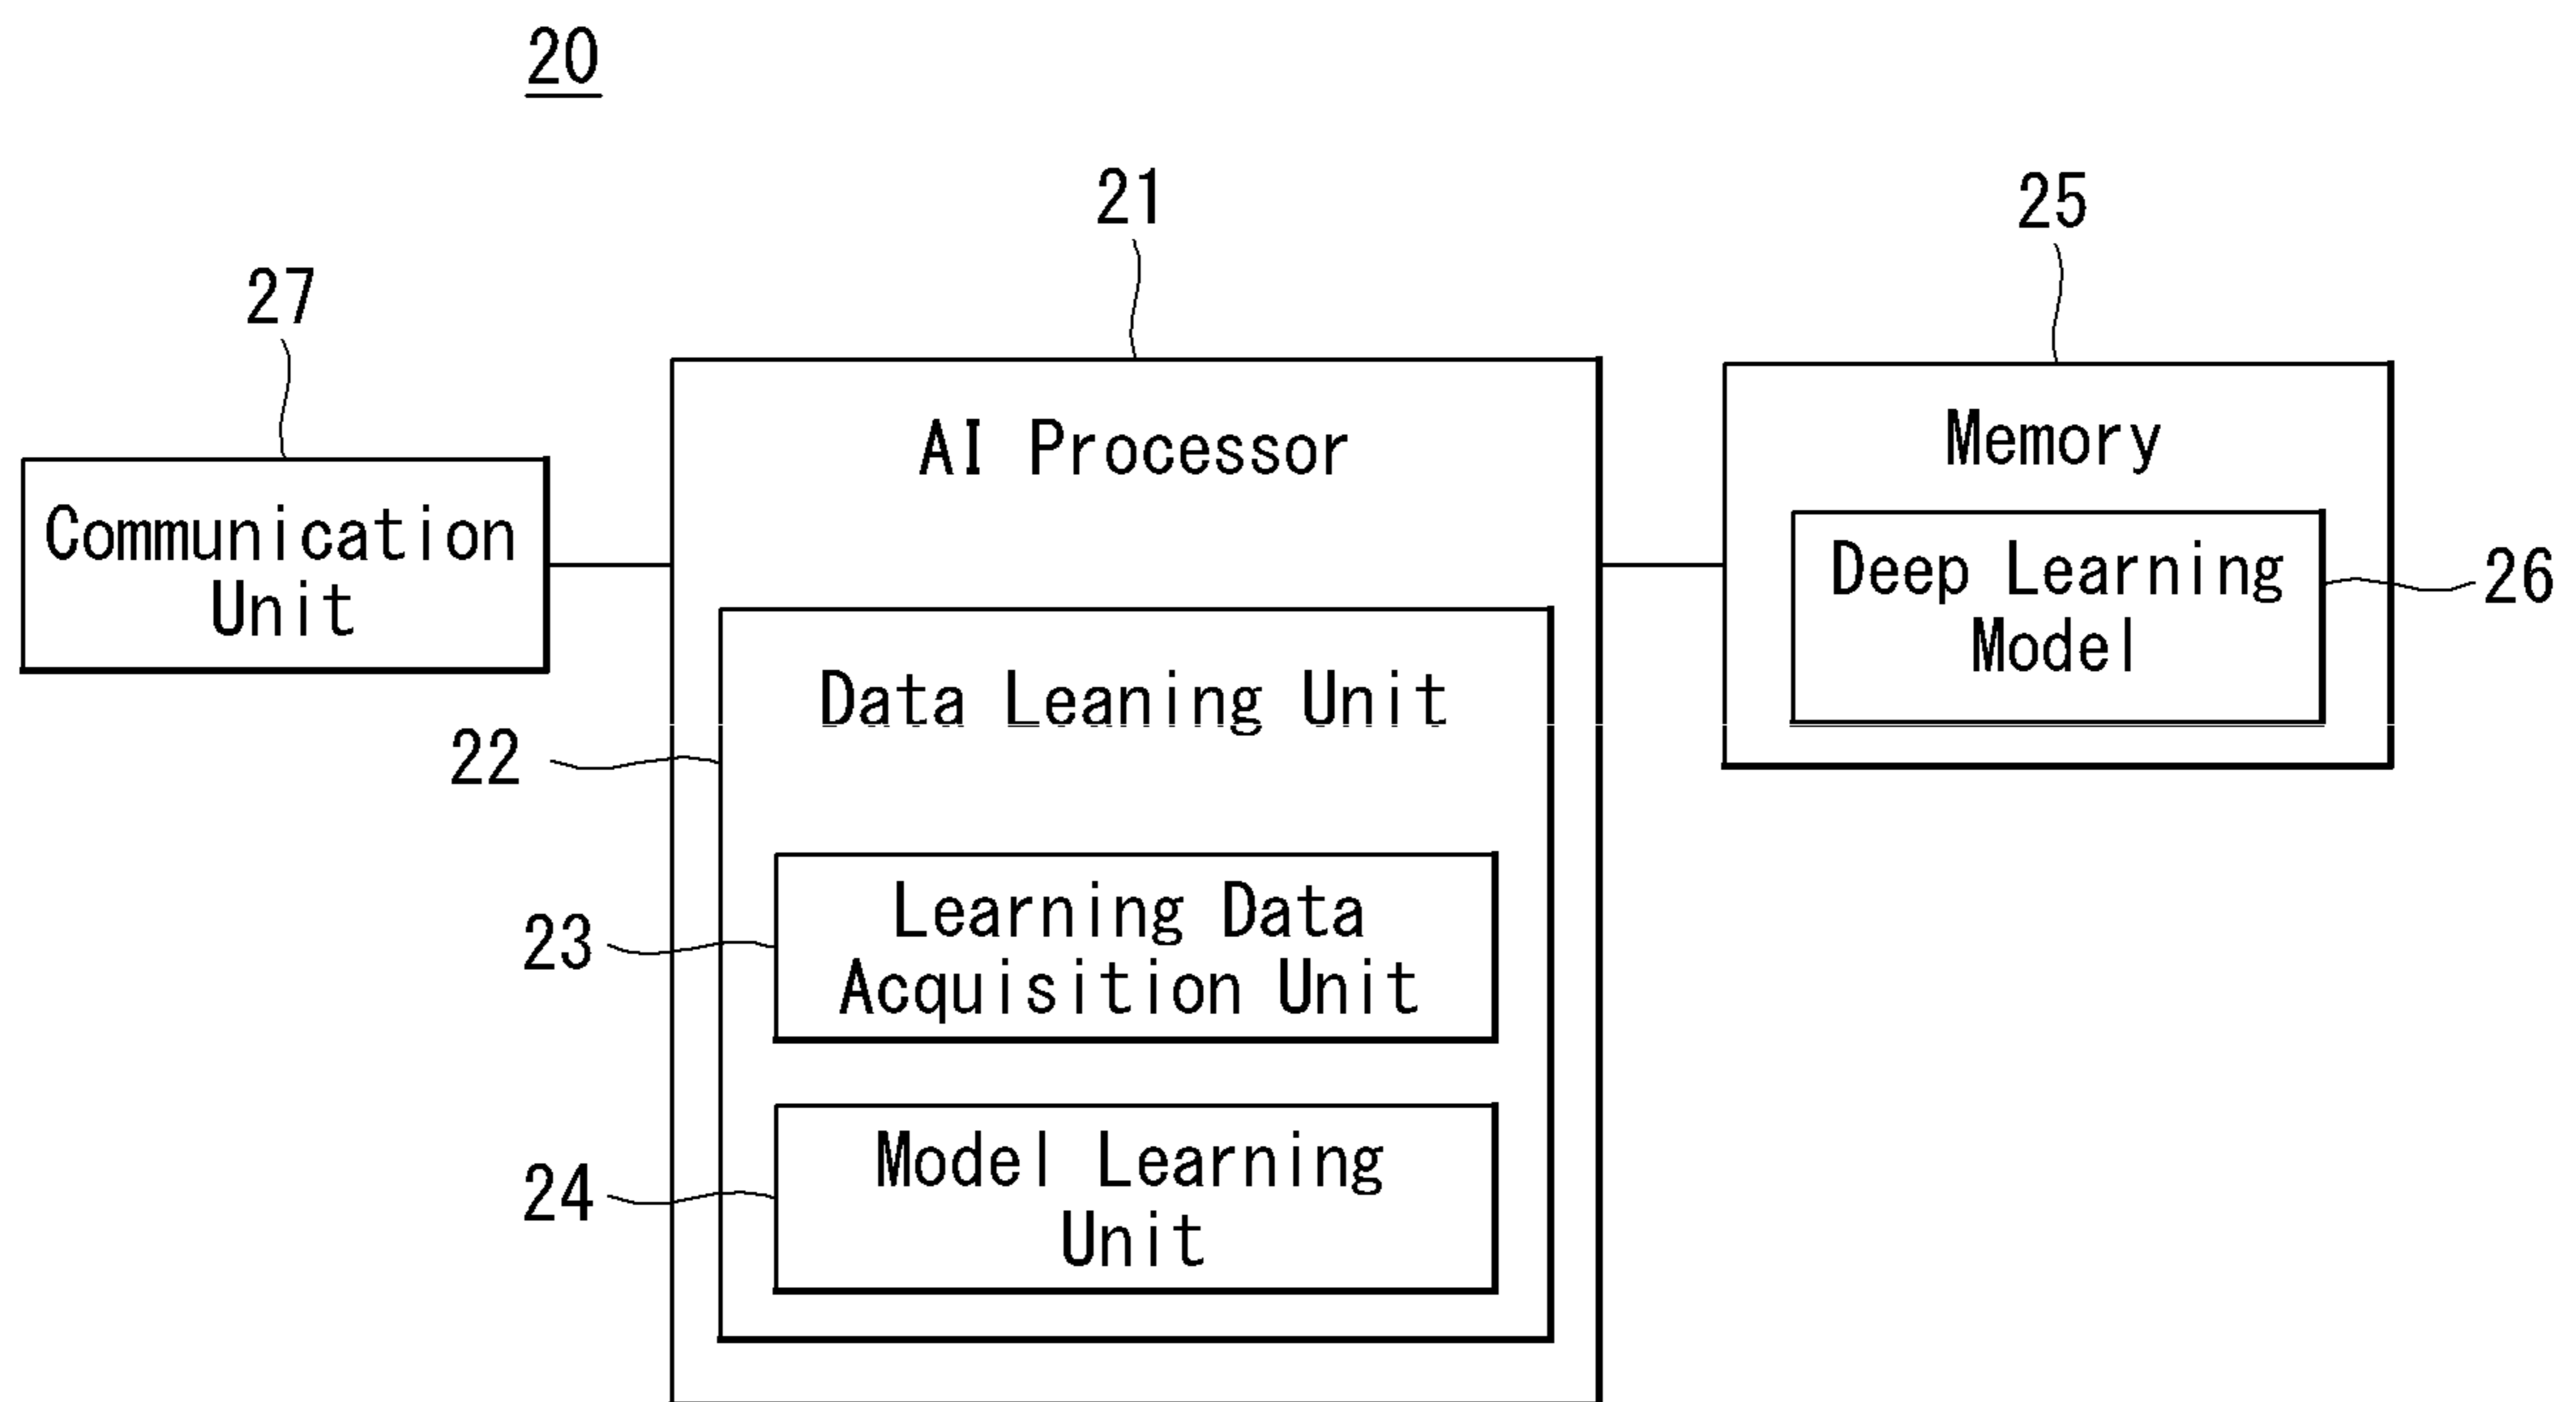 20
21
25
27
AI Processor
Memory
Communication
Unit
Deep Learning
Model
26
Data Leaning Unit
22
Learning Data
Acquisition Unit
23
Model Learning
Unit
24